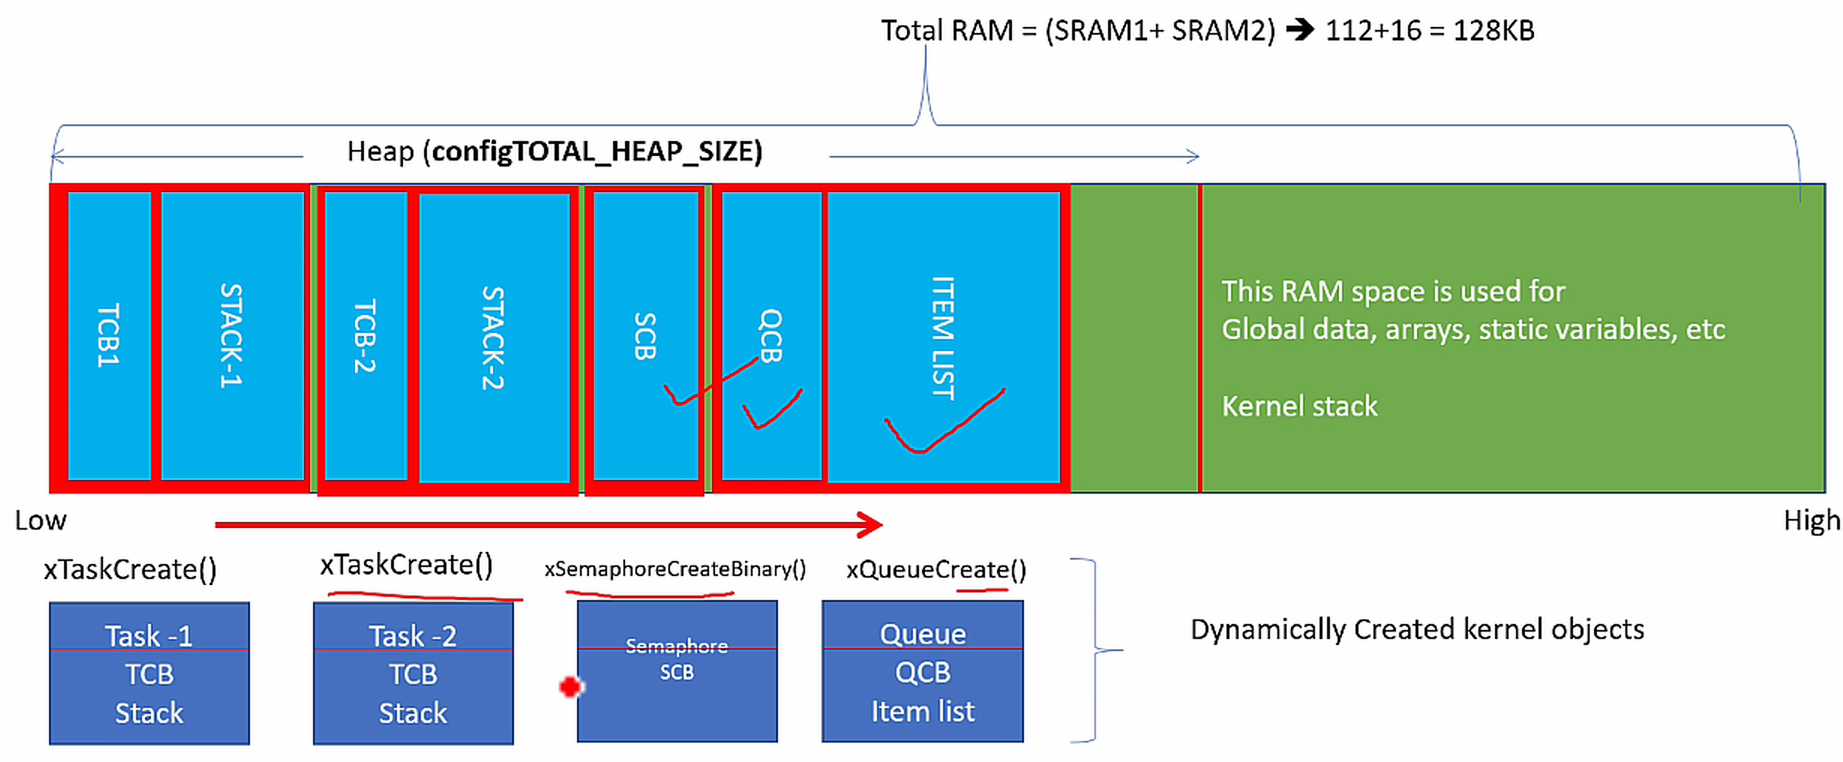 Total RAM = (SRAM1+ SRAM2) ➔ 112+16 = 128KB
Heap (configTOTAL_HEAP_SIZE)
TCB1
STACK-1
TCB-2
STACK-2
SCB
QCB
ITEM LIST
This RAM space is used for
Global data, arrays, static variables, etc
Kernel stack
Low
High
xTaskCreate()
xTaskCreate()
xSemaphoreCreateBinary()
xQueueCreate()
Task -1
TCB
Stack
Task -2
TCB
Stack
Semaphore
SCB
Queue
QCB
Item list
Dynamically Created kernel objects